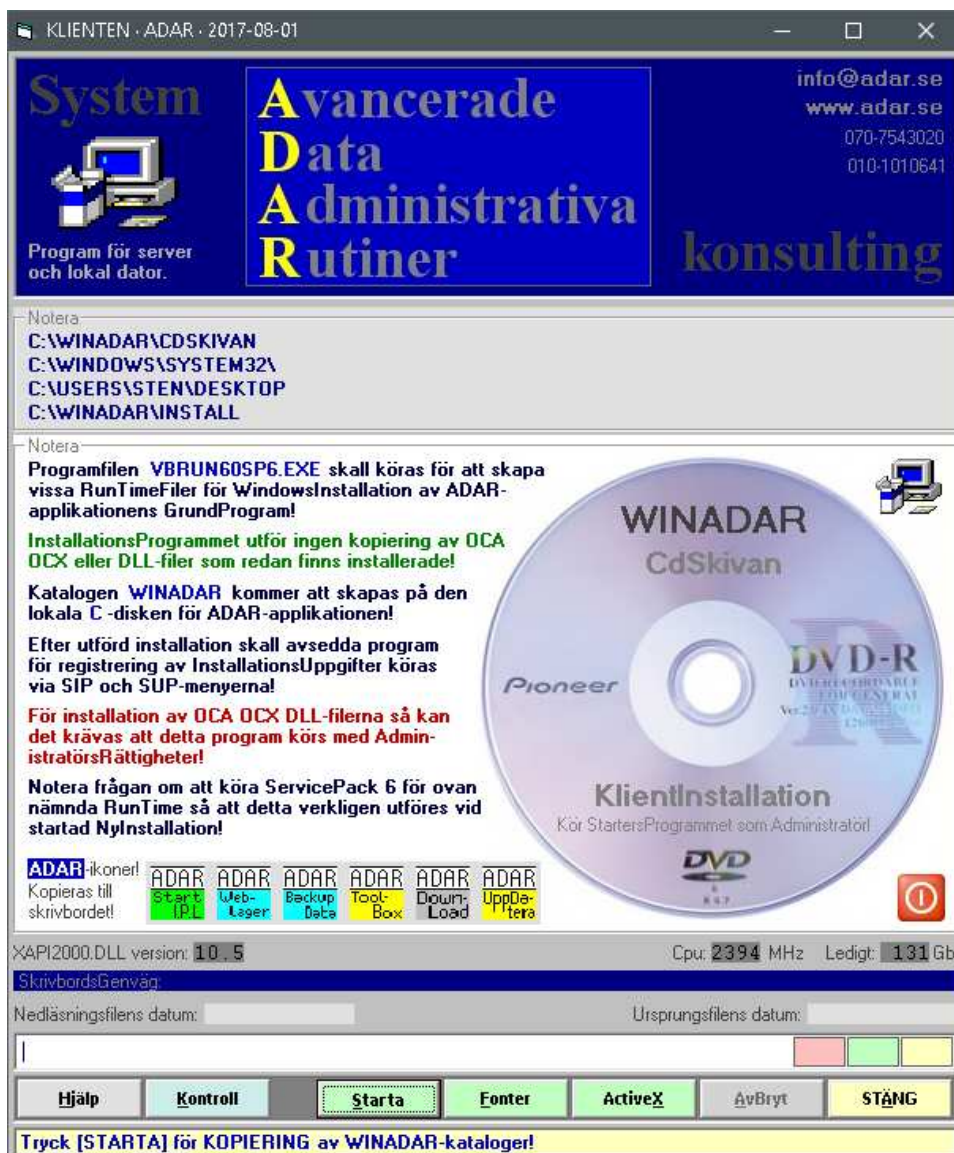 KLIENTEN · ADAR · 2017-08-01
System
Avancerade
Data
Administrativa
Rutiner
info@adar.se
www.adar.se
070-7543020
010-1010641
Program för server
och lokal dator.
konsulting
Notera
C:\WINADAR\CDSKIVAN
C:\WINDOWS\SYSTEM32\
C:\USERS\STEN\DESKTOP
C:\WINADAR\INSTALL
Notera
Programfilen VBRUN60SP6.EXE skall köras för att skapa
vissa RunTimeFiler för WindowsInstallation av ADAR-
applikationens GrundProgram!
InstallationsProgrammet utför ingen kopiering av OCA
OCX eller DLL-filer som redan finns installerade!
Katalogen WINADAR kommer att skapas på den
lokala C -disken för ADAR-applikationen!
Efter utförd installation skall avsedda program
för registrering av InstallationsUppgifter köras
via SIP och SUP-menyerna!
För installation av OCA OCX DLL-filerna så kan
det krävas att detta program körs med Admin-
istratörsRättigheter!
Notera frågan om att köra ServicePack 6 för ovan
nämnda RunTime så att detta verkligen utföres vid
startad NyInstallation!
WINADAR
CdSkivan
Pioneer
DVD-R
DVD RECORDABLE
FOR GENERAL
KlientInstallation
Kör StartersProgrammet som Administratör!
DVD
ADAR-ikoner!
Kopieras till
skrivbordet!
ADAR Start I.P.L
ADAR Web-Lager
ADAR Backup Data
ADAR Tool-Box
ADAR Down-Load
ADAR UppDa-tera
XAPI2000.DLL version: 10.5 Cpu: 2394 MHz Ledigt: 131 Gb
SkrivbordsGenväg:
Nedläsningsfilens datum: Ursprungsfilens datum:
Hjälp Kontroll Starta Fonter ActiveX AvBryt STÄNG
Tryck [STARTA] för KOPIERING av WINADAR-kataloger!